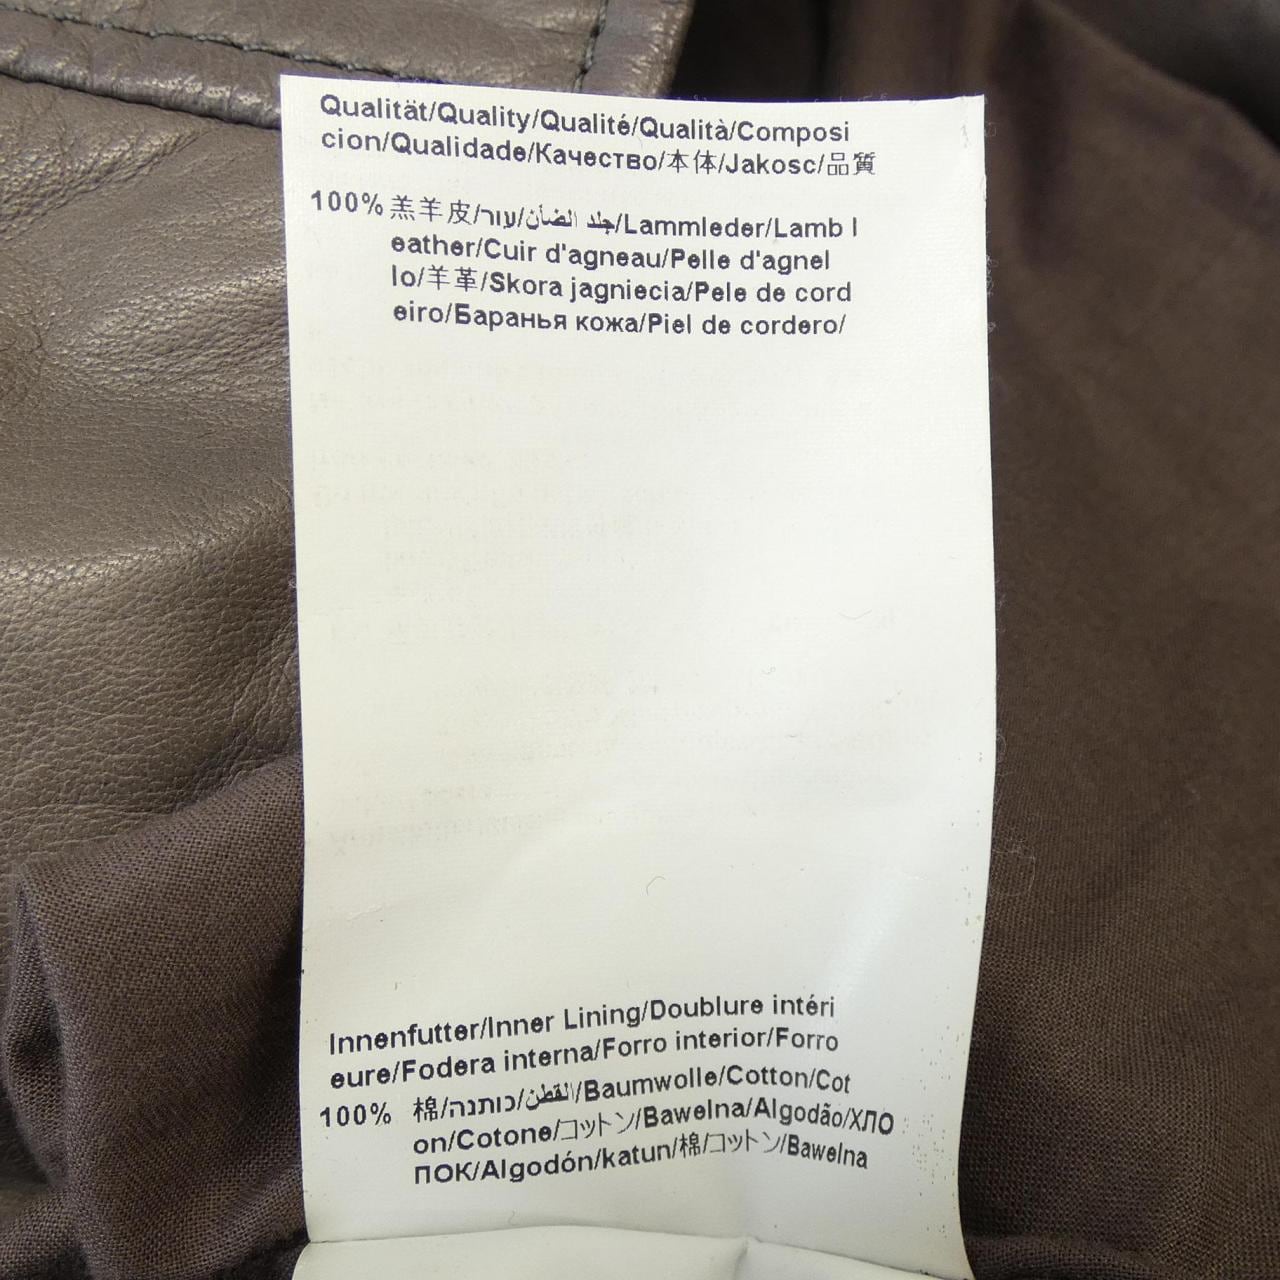 Qualität/Quality/Qualité/Qualità/Composi
cion/Qualidade/Качество/本体/Jakosc/品質
100% 羔羊皮/עור/جلد الضأن/Lammleder/Lamb l
eather/Cuir d'agneau/Pelle d'agnel
lo/羊革/Skora jagniecia/Pele de cord
eiro/Баранья кожа/Piel de cordero/
Innenfutter/Inner Lining/Doublure intéri
eure/Fodera interna/Forro interior/Forro
100% 棉/כותנה/القطن/Baumwolle/Cotton/Cot
on/Cotone/コットン/Bawelna/Algodão/ХЛО
ПОК/Algodón/katun/棉/コットン/Bawelna